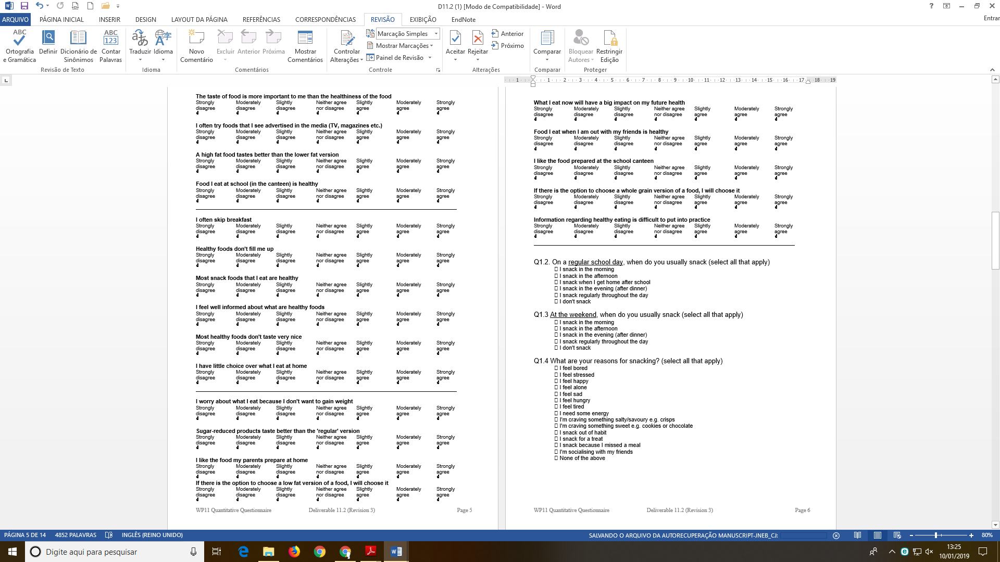 D11.2 (1) [Modo de Compatibilidade] - Word
ARQUIVO PÁGINA INICIAL INSERIR DESIGN LAYOUT DA PÁGINA REFERÊNCIAS CORRESPONDÊNCIAS REVISÃO EXIBIÇÃO EndNote Entrar
ABC Ortografia e Gramática
Definir
Dicionário de Sinônimos
ABC 123 Contar Palavras
Revisão de Texto
Traduzir
Idioma
Idioma
Novo Comentário
Excluir
Anterior
Próxima
Mostrar Comentários
Comentários
Controlar Alterações
Marcação Simples
Mostrar Marcações
Painel de Revisão
Controle
Aceitar
Rejeitar
Anterior
Próximo
Alterações
Comparar
Comparar
Bloquear Autores
Restringir Edição
Proteger
1 1 2 3 4 5 6 7 8 9 10 11 12 13 14 15 16 17 18 19
The taste of food is more important to me than the healthiness of the food
Strongly Moderately Slightly Neither agree Slightly Moderately Strongly
disagree disagree disagree nor disagree agree agree agree
I often try foods that I see advertised in the media (TV, magazines etc.)
Strongly Moderately Slightly Neither agree Slightly Moderately Strongly
disagree disagree disagree nor disagree agree agree agree
A high fat food tastes better than the lower fat version
Strongly Moderately Slightly Neither agree Slightly Moderately Strongly
disagree disagree disagree nor disagree agree agree agree
Food I eat at school (in the canteen) is healthy
Strongly Moderately Slightly Neither agree Slightly Moderately Strongly
disagree disagree disagree nor disagree agree agree agree
I often skip breakfast
Strongly Moderately Slightly Neither agree Slightly Moderately Strongly
disagree disagree disagree nor disagree agree agree agree
Healthy foods don't fill me up
Strongly Moderately Slightly Neither agree Slightly Moderately Strongly
disagree disagree disagree nor disagree agree agree agree
Most snack foods that I eat are healthy
Strongly Moderately Slightly Neither agree Slightly Moderately Strongly
disagree disagree disagree nor disagree agree agree agree
I feel well informed about what are healthy foods
Strongly Moderately Slightly Neither agree Slightly Moderately Strongly
disagree disagree disagree nor disagree agree agree agree
Most healthy foods don't taste very nice
Strongly Moderately Slightly Neither agree Slightly Moderately Strongly
disagree disagree disagree nor disagree agree agree agree
I have little choice over what I eat at home
Strongly Moderately Slightly Neither agree Slightly Moderately Strongly
disagree disagree disagree nor disagree agree agree agree
I worry about what I eat because I don't want to gain weight
Strongly Moderately Slightly Neither agree Slightly Moderately Strongly
disagree disagree disagree nor disagree agree agree agree
Sugar-reduced products taste better than the 'regular' version
Strongly Moderately Slightly Neither agree Slightly Moderately Strongly
disagree disagree disagree nor disagree agree agree agree
I like the food my parents prepare at home
Strongly Moderately Slightly Neither agree Slightly Moderately Strongly
disagree disagree disagree nor disagree agree agree agree
If there is the option to choose a low fat version of a food, I will choose it
Strongly Moderately Slightly Neither agree Slightly Moderately Strongly
disagree disagree disagree nor disagree agree agree agree
WP11 Quantitative Questionnaire Deliverable 11.2 (Revision 3) Page 5
What I eat now will have a big impact on my future health
Strongly Moderately Slightly Neither agree Slightly Moderately Strongly
disagree disagree disagree nor disagree agree agree agree
Food I eat when I am out with my friends is healthy
Strongly Moderately Slightly Neither agree Slightly Moderately Strongly
disagree disagree disagree nor disagree agree agree agree
I like the food prepared at the school canteen
Strongly Moderately Slightly Neither agree Slightly Moderately Strongly
disagree disagree disagree nor disagree agree agree agree
If there is the option to choose a whole grain version of a food, I will choose it
Strongly Moderately Slightly Neither agree Slightly Moderately Strongly
disagree disagree disagree nor disagree agree agree agree
Information regarding healthy eating is difficult to put into practice
Strongly Moderately Slightly Neither agree Slightly Moderately Strongly
disagree disagree disagree nor disagree agree agree agree
Q1.2. On a regular school day, when do you usually snack (select all that apply)
I snack in the morning
I snack in the afternoon
I snack when I get home after school
I snack in the evening (after dinner)
I snack regularly throughout the day
I don't snack
Q1.3 At the weekend, when do you usually snack (select all that apply)
I snack in the morning
I snack in the afternoon
I snack in the evening (after dinner)
I snack regularly throughout the day
I don't snack
Q1.4 What are your reasons for snacking? (select all that apply)
I feel bored
I feel stressed
I feel happy
I feel alone
I feel sad
I feel hungry
I feel tired
I need some energy
I'm craving something salty/savoury e.g. crisps
I'm craving something sweet e.g. cookies or chocolate
I snack out of habit
I snack for a treat
I snack because I missed a meal
I'm socialising with my friends
None of the above
WP11 Quantitative Questionnaire Deliverable 11.2 (Revision 3) Page 6
PÁGINA 5 DE 14 4852 PALAVRAS INGLÊS (REINO UNIDO) SALVANDO O ARQUIVO DA AUTORECUPERAÇÃO MANUSCRIPT-JNEB_CJ: 80%
Digite aqui para pesquisar
13:25
10/01/2019